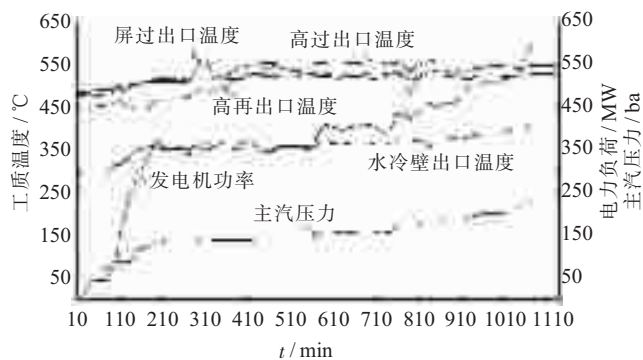 650
550
450
350
250
150
50
工质温度 / ℃
屏过出口温度
高过出口温度
高再出口温度
发电机功率
水冷壁出口温度
主汽压力
650
550
450
350
250
150
50
电力负荷 / MW
主汽压力 / ba
10 110 210 310 410 510 610 710 810 910 1010 1110
t / min